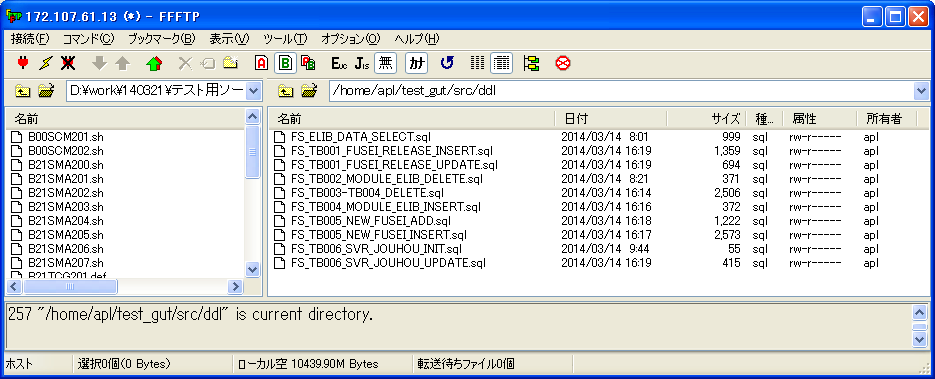 172.107.61.13 (*) - FFFTP
接続(F) コマンド(C) ブックマーク(B) 表示(V) ツール(T) オプション(O) ヘルプ(H)
A B Euc Jis 無 カナ
D:¥work¥140321¥テスト用ソー /home/apl/test_gut/src/ddl
名前
B00SCM201.sh
B00SCM202.sh
B21SMA200.sh
B21SMA201.sh
B21SMA202.sh
B21SMA203.sh
B21SMA204.sh
B21SMA205.sh
B21SMA206.sh
B21SMA207.sh
B21TCG201.def
名前 日付 サイズ 種... 属性 所有者
FS_ELIB_DATA_SELECT.sql 2014/03/14 8:01 999 sql rw-r----- apl
FS_TB001_FUSEI_RELEASE_INSERT.sql 2014/03/14 16:19 1,359 sql rw-r----- apl
FS_TB001_FUSEI_RELEASE_UPDATE.sql 2014/03/14 16:19 694 sql rw-r----- apl
FS_TB002_MODULE_ELIB_DELETE.sql 2014/03/14 8:21 371 sql rw-r----- apl
FS_TB003-TB004_DELETE.sql 2014/03/14 16:14 2,506 sql rw-r----- apl
FS_TB004_MODULE_ELIB_INSERT.sql 2014/03/14 16:16 372 sql rw-r----- apl
FS_TB005_NEW_FUSEI_ADD.sql 2014/03/14 16:18 1,222 sql rw-r----- apl
FS_TB005_NEW_FUSEI_INSERT.sql 2014/03/14 16:17 2,573 sql rw-r----- apl
FS_TB006_SVR_JOUHOU_INIT.sql 2014/03/14 9:44 55 sql rw-r----- apl
FS_TB006_SVR_JOUHOU_UPDATE.sql 2014/03/14 16:19 415 sql rw-r----- apl
257 "/home/apl/test_gut/src/ddl" is current directory.
ホスト 選択0個(0 Bytes) ローカル空 10439.90M Bytes 転送待ちファイル0個